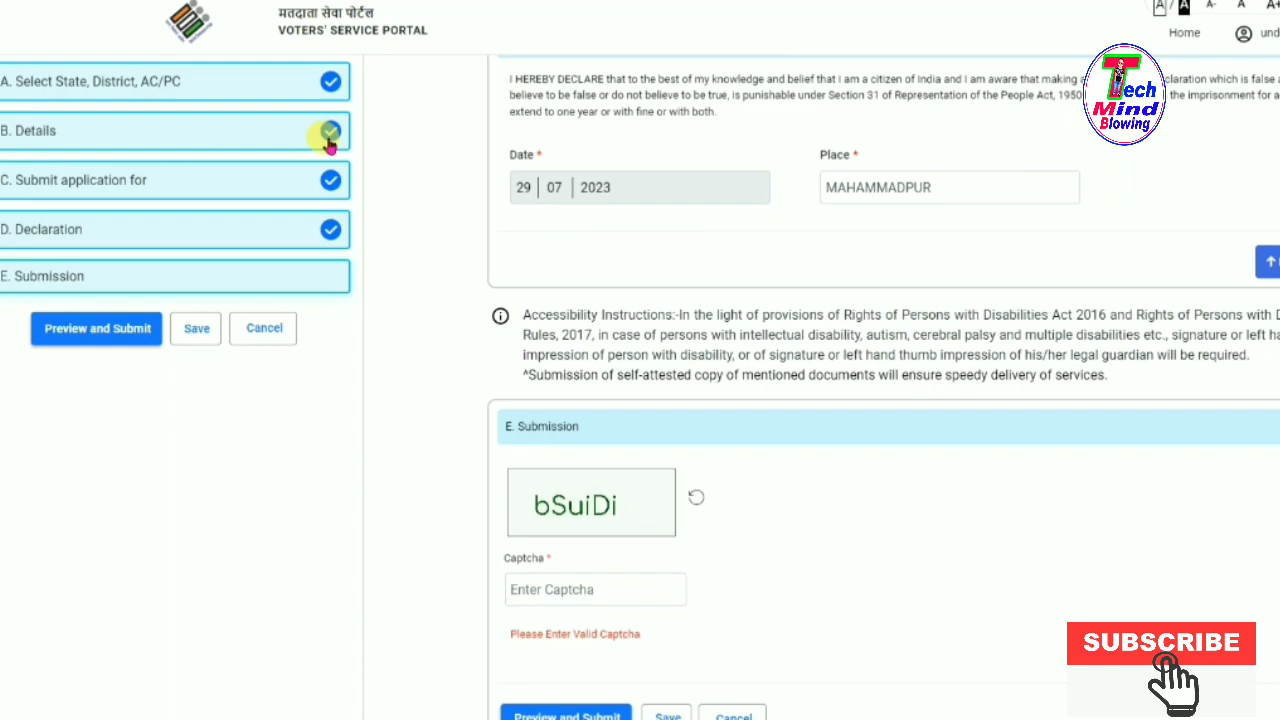 मतदाता सेवा पोर्टल
VOTERS' SERVICE PORTAL
A
/
A
A-
A
A+
Home
A. Select State, District, AC/PC
B. Details
C. Submit application for
D. Declaration
E. Submission
Preview and Submit
Save
Cancel
I HEREBY DECLARE that to the best of my knowledge and belief that I am a citizen of India and I am aware that making
claration which is false
believe to be false or do not believe to be true, is punishable under Section 31 of Representation of the People Act, 1950
the imprisonment for a
extend to one year or with fine or with both.
Tech
Mind
Blowing
Date *
Place *
29 07 2023
MAHAMMADPUR
Accessibility Instructions:-In the light of provisions of Rights of Persons with Disabilities Act 2016 and Rights of Persons with
Rules, 2017, in case of persons with intellectual disability, autism, cerebral palsy and multiple disabilities etc., signature or left
impression of person with disability, or of signature or left hand thumb impression of his/her legal guardian will be required.
^Submission of self-attested copy of mentioned documents will ensure speedy delivery of services.
E. Submission
bSuiDi
Captcha *
Enter Captcha
Please Enter Valid Captcha
SUBSCRIBE
Preview and Submit
Save
Cancel